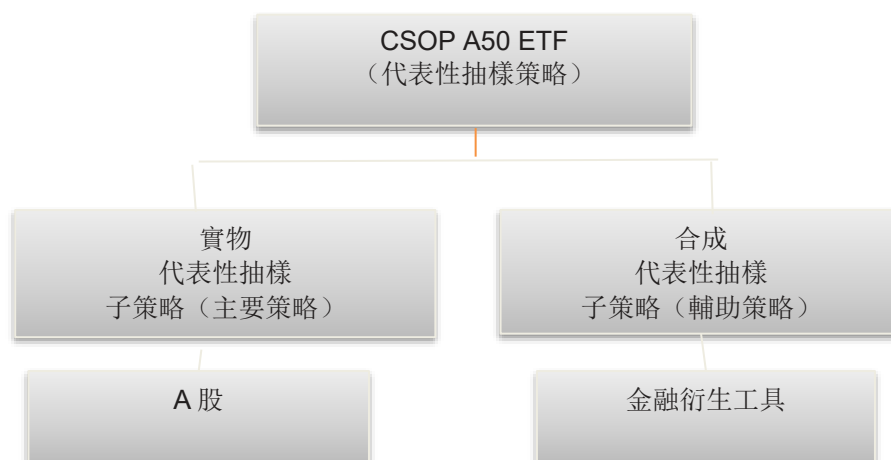 CSOP A50 ETF
（代表性抽樣策略）
實物
代表性抽樣
子策略（主要策略）
合成
代表性抽樣
子策略（輔助策略）
A 股
金融衍生工具